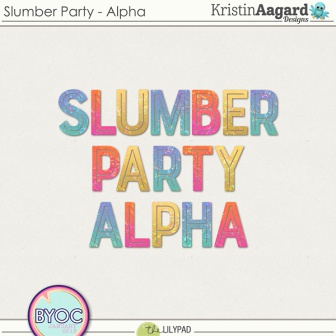 Slumber Party - Alpha
KristinAagard
Designs
SLUMBER
PARTY
ALPHA
BYOC
the LILYPAD